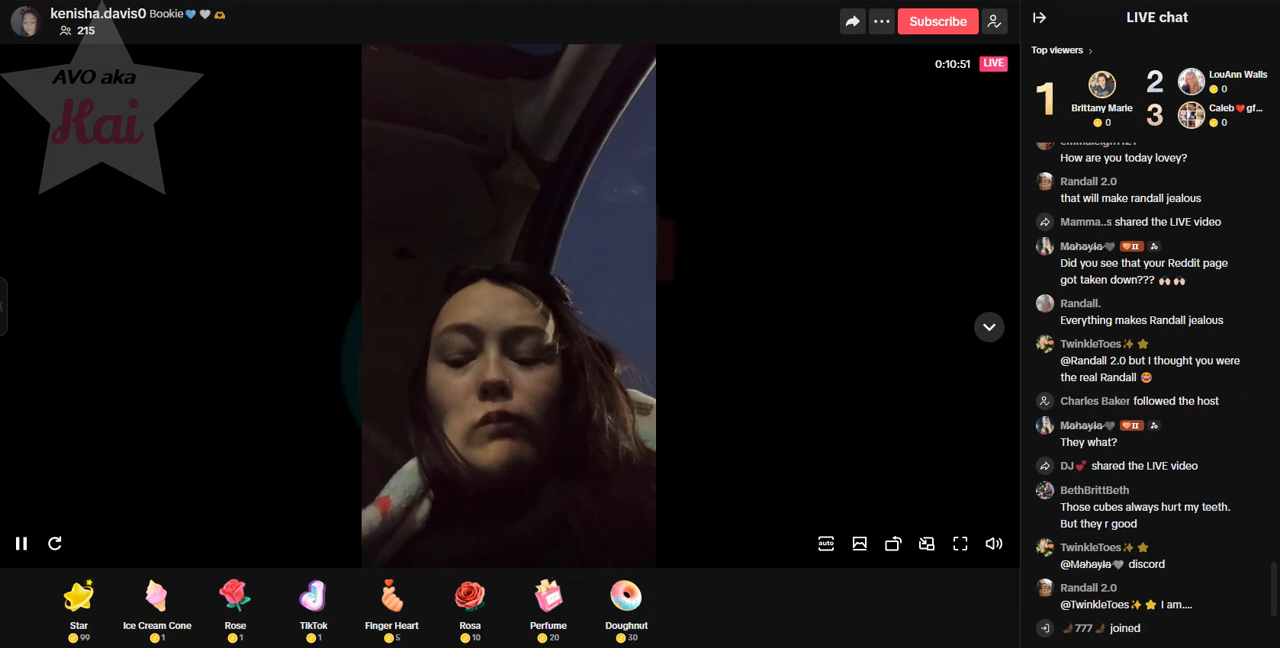 kenisha.davis0 Bookie💙🤍🫶
215
Subscribe
AVO aka
Kai
0:10:51 LIVE
auto
Star
99
Ice Cream Cone
1
Rose
1
TikTok
1
Finger Heart
5
Rosa
10
Perfume
20
Doughnut
30
LIVE chat
Top viewers
1
Brittany Marie
0
2
LouAnn Walls
0
3
Caleb❤️gf...
0
How are you today lovey?
Randall 2.0
that will make randall jealous
Mamma..s shared the LIVE video
Mahayla🖤 II
Did you see that your Reddit page
got taken down??? 🙌🏻🙌🏻
Randall.
Everything makes Randall jealous
TwinkleToes✨⭐
@Randall 2.0 but I thought you were
the real Randall 😂
Charles Baker followed the host
Mahayla🖤 II
They what?
DJ💕 shared the LIVE video
BethBrittBeth
Those cubes always hurt my teeth.
But they r good
TwinkleToes✨⭐
@Mahayla🖤 discord
Randall 2.0
@TwinkleToes✨⭐ I am....
777 joined